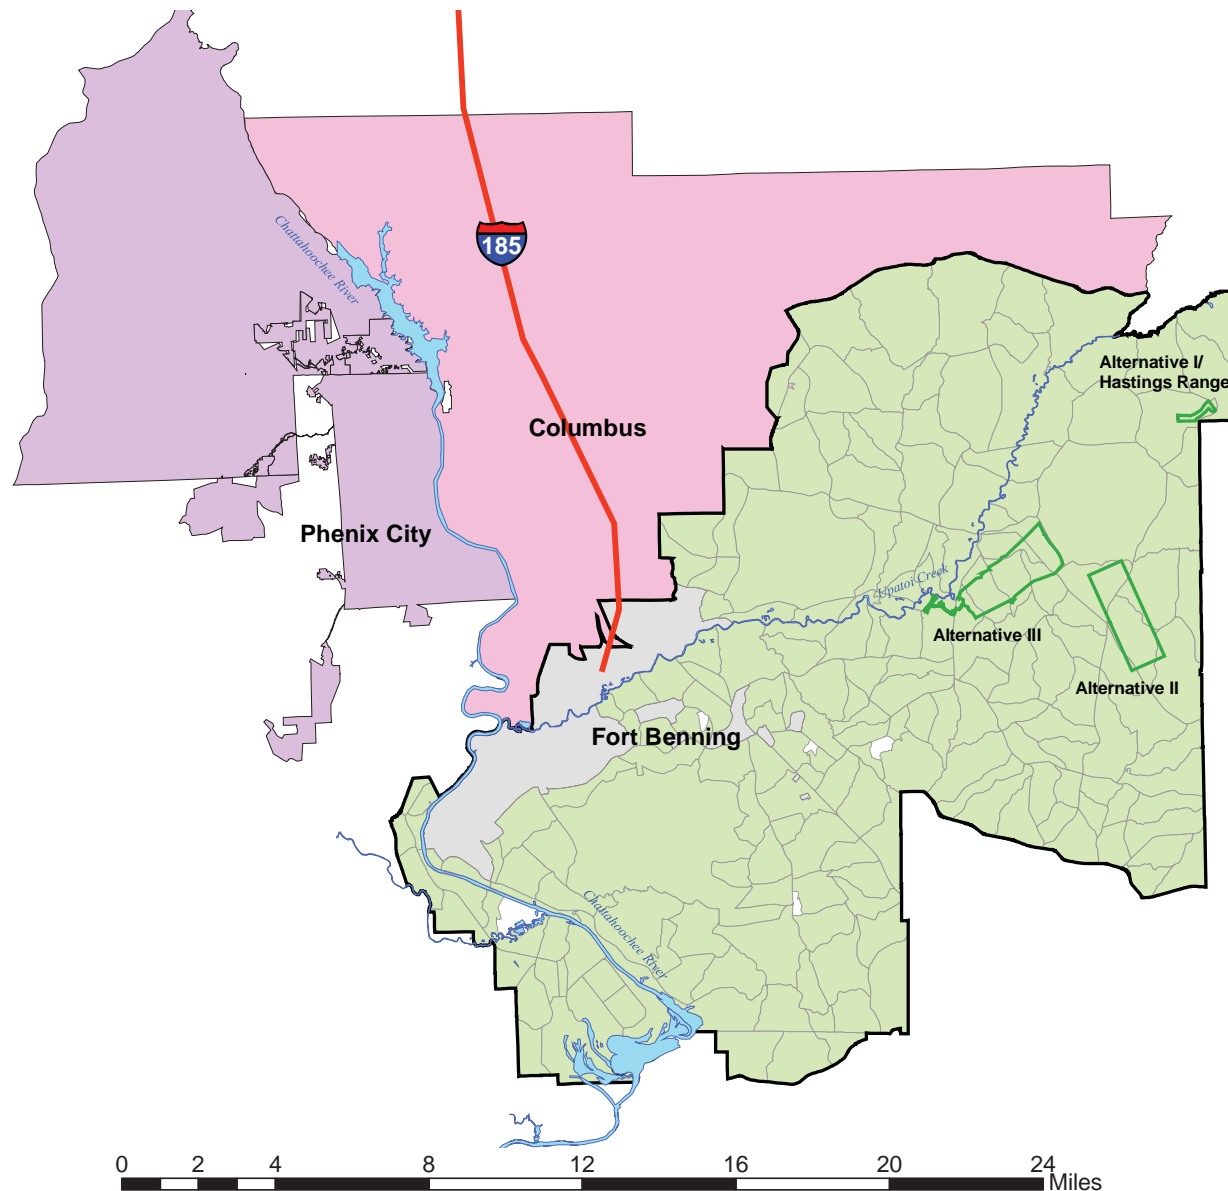 Chattahoochee River
185
Alternative I/
Hastings Range
Columbus
Phenix City
Upatoi Creek
Alternative III
Alternative II
Fort Benning
Chattahoochee River
0 2 4 8 12 16 20 24
Miles